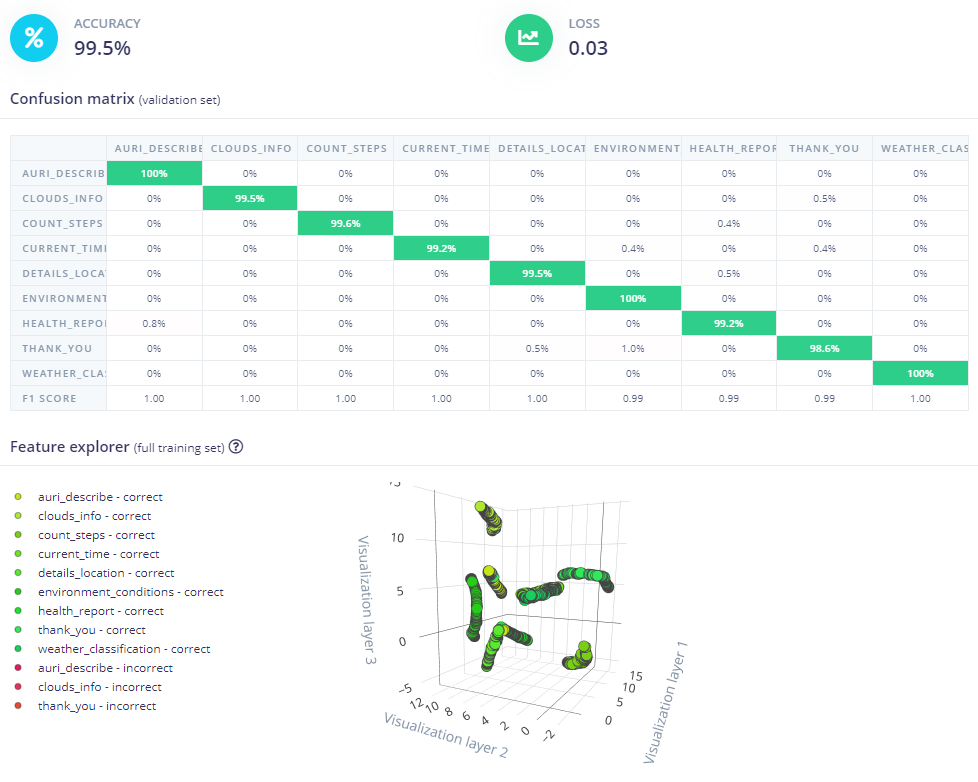 ACCURACY
99.5%
LOSS
0.03
Confusion matrix (validation set)
AURI_DESCRIBE CLOUDS_INFO COUNT_STEPS CURRENT_TIME DETAILS_LOCAT ENVIRONMENT HEALTH_REPOR THANK_YOU WEATHER_CLAS
AURI_DESCRIB 100% 0% 0% 0% 0% 0% 0% 0% 0%
CLOUDS_INFO 0% 99.5% 0% 0% 0% 0% 0% 0.5% 0%
COUNT_STEPS 0% 0% 99.6% 0% 0% 0% 0.4% 0% 0%
CURRENT_TIM 0% 0% 0% 99.2% 0% 0.4% 0% 0.4% 0%
DETAILS_LOCA 0% 0% 0% 0% 99.5% 0% 0.5% 0% 0%
ENVIRONMENT 0% 0% 0% 0% 0% 100% 0% 0% 0%
HEALTH_REPO 0.8% 0% 0% 0% 0% 0% 99.2% 0% 0%
THANK_YOU 0% 0% 0% 0% 0.5% 1.0% 0% 98.6% 0%
WEATHER_CLA 0% 0% 0% 0% 0% 0% 0% 0% 100%
F1 SCORE 1.00 1.00 1.00 1.00 1.00 0.99 0.99 0.99 1.00
Feature explorer (full training set) ?
auri_describe - correct
clouds_info - correct
count_steps - correct
current_time - correct
details_location - correct
environment_conditions - correct
health_report - correct
thank_you - correct
weather_classification - correct
auri_describe - incorrect
clouds_info - incorrect
thank_you - incorrect
10
5
0
−5
Visualization layer 3
12 10 8 6 4 2 0 −2
Visualization layer 2
15
10
5
0
Visualization layer 1